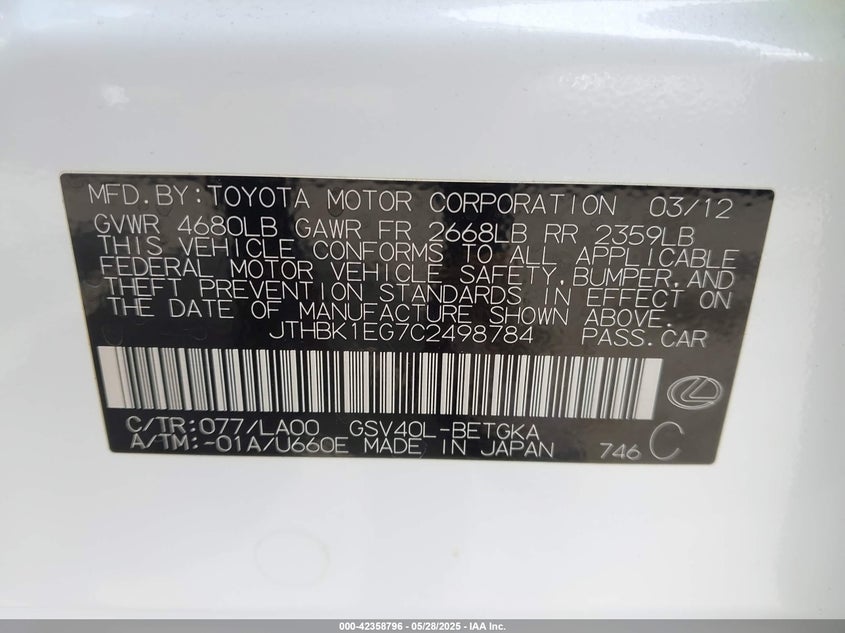 MFD.BY:TOYOTA MOTOR CORPORATION 03/12
GVWR 4680LB GAWR FR 2668LB RR 2359LB
THIS VEHICLE CONFORMS TO ALL APPLICABLE
FEDERAL MOTOR VEHICLE SAFETY,BUMPER,AND
THEFT PREVENTION STANDARDS IN EFFECT ON
THE DATE OF MANUFACTURE SHOWN ABOVE.
JTHBK1EG7C2498784 PASS.CAR
C/TR:077/LA00 GSV40L-BETGKA
A/TM:-01A/U660E MADE IN JAPAN 746 C
000-42358796 - 05/28/2025 - IAA Inc.